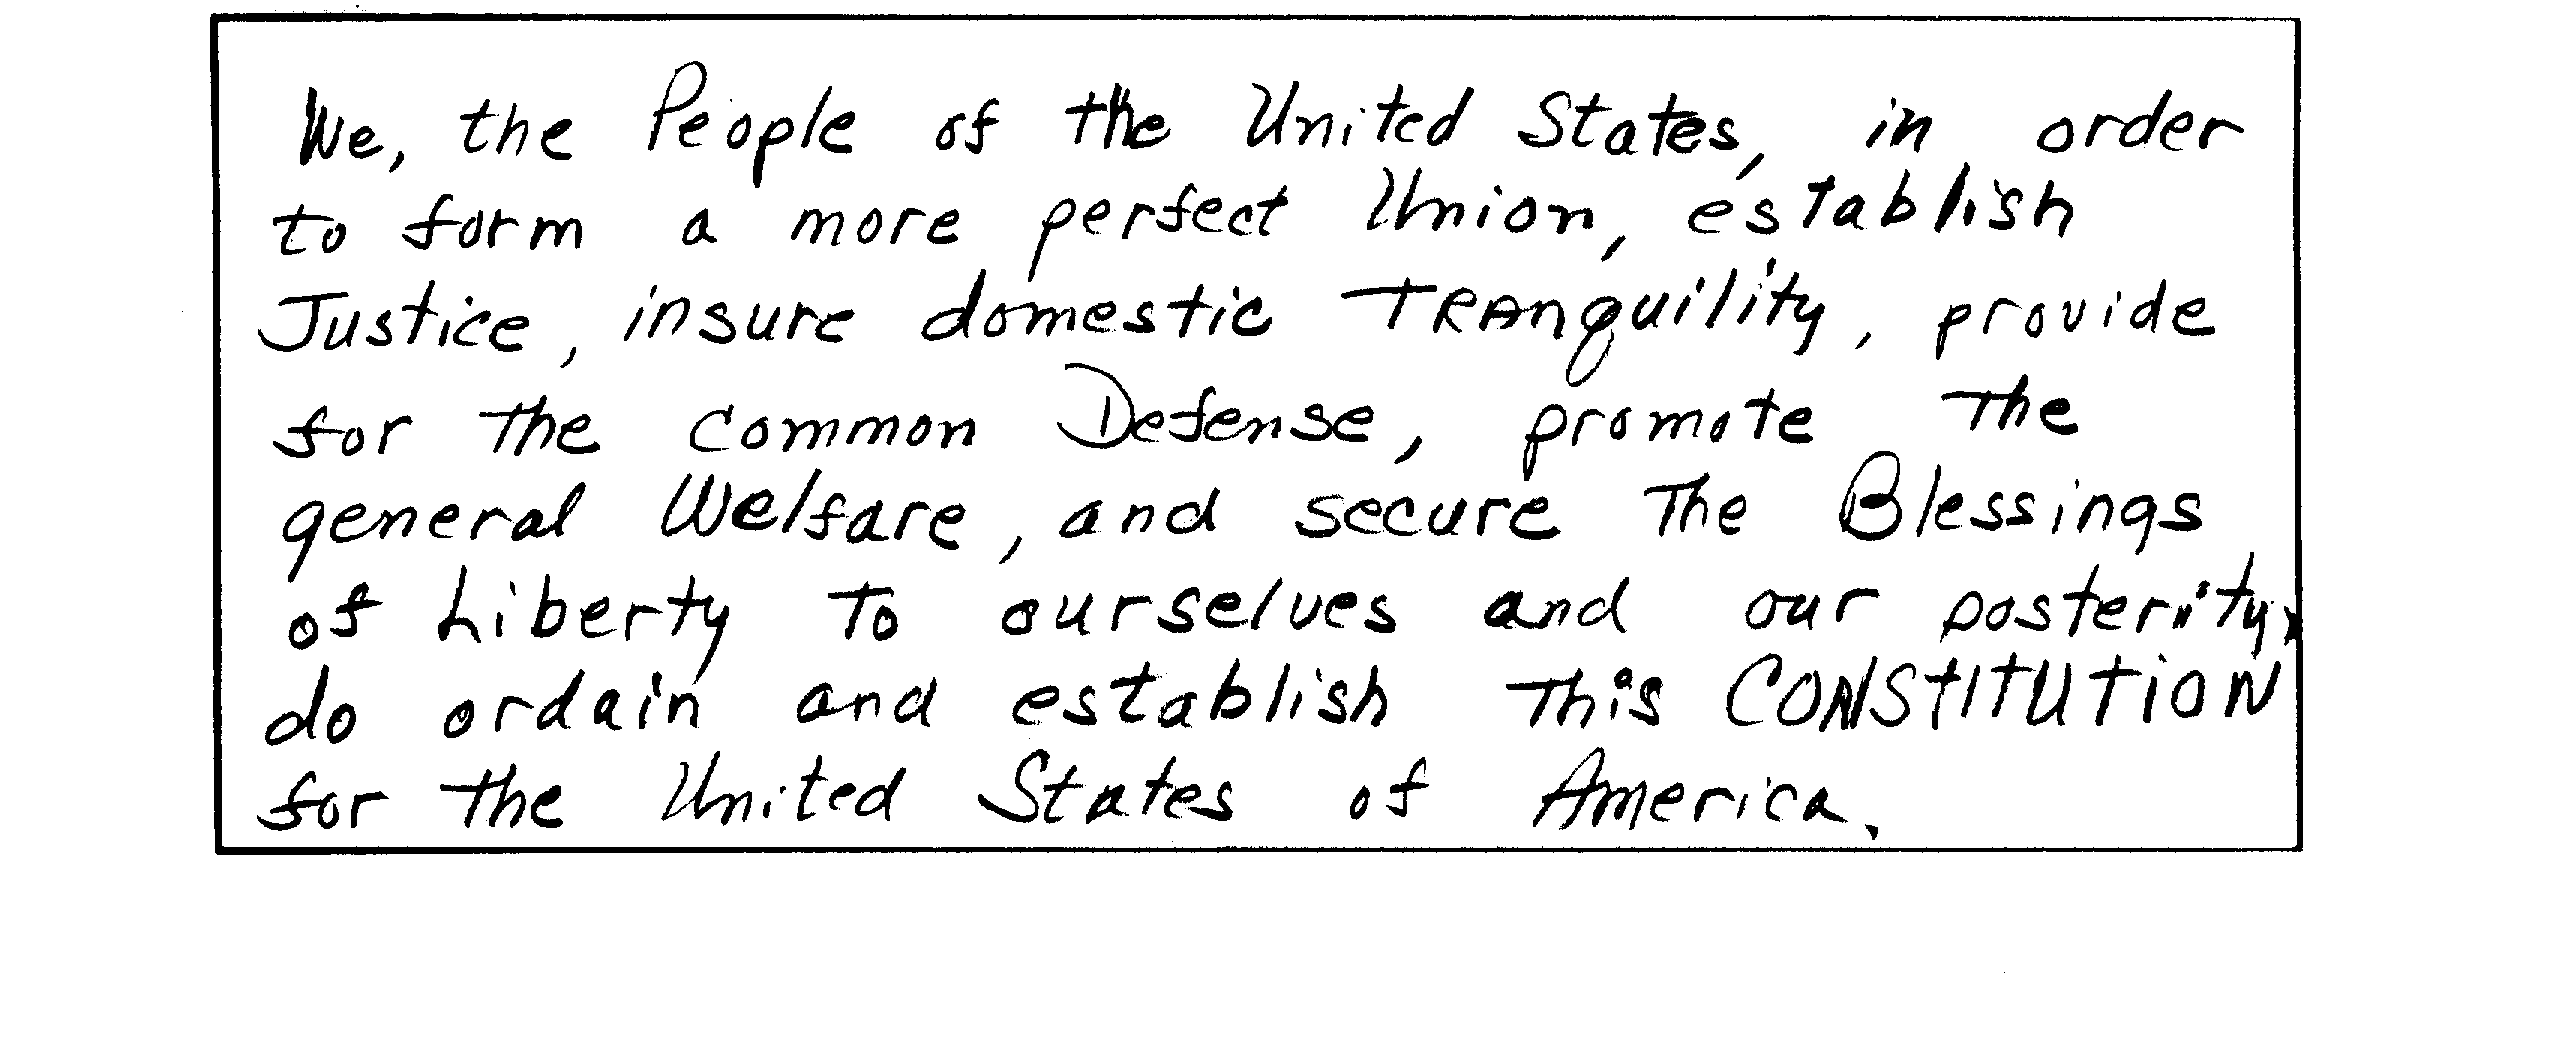 We, the People of the United States, in order
to form a more perfect Union, establish
Justice, insure domestic TRAnquility, provide
for the common Defense, promote the
general Welfare, and secure the Blessings
of Liberty to ourselves and our posterity,
do ordain and establish this CONSTITUTION
for the United States of America.